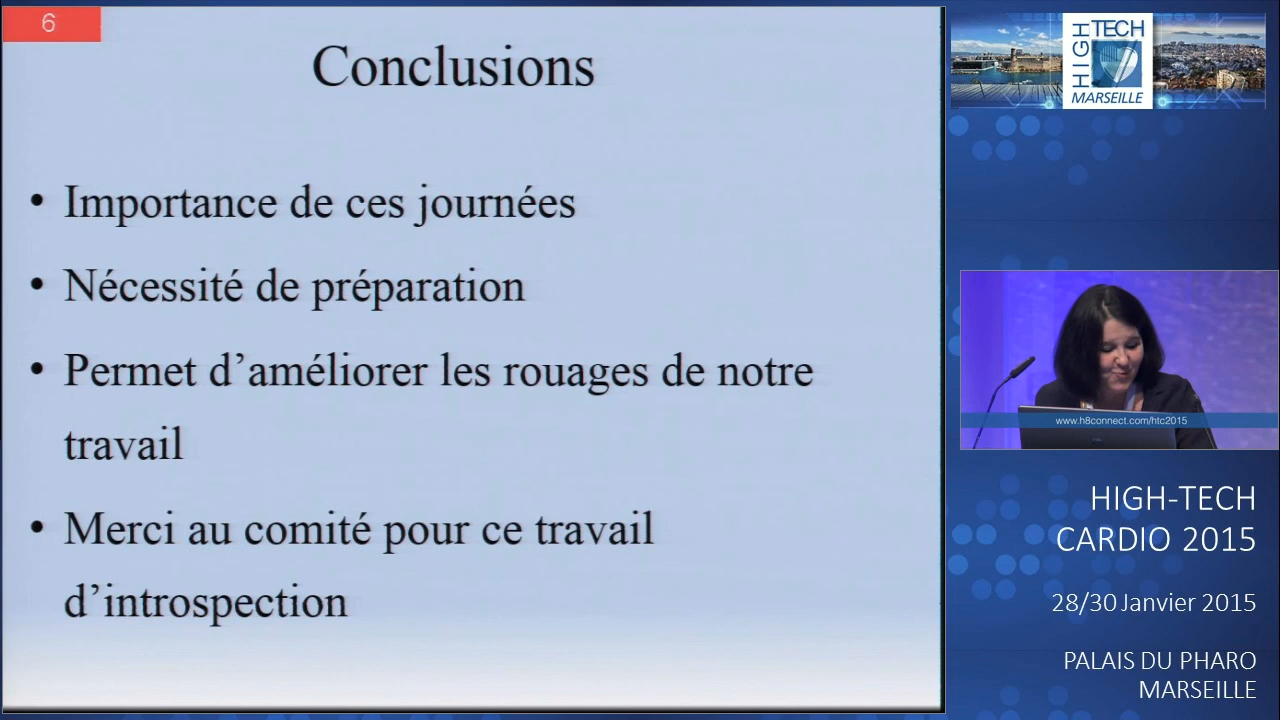 6
Conclusions
• Importance de ces journées
• Nécessité de préparation
• Permet d’améliorer les rouages de notre
travail
• Merci au comité pour ce travail
d’introspection
HIGH
TECH
MARSEILLE
www.h8connect.com/htc2015
HIGH-TECH
CARDIO 2015
28/30 Janvier 2015
PALAIS DU PHARO
MARSEILLE